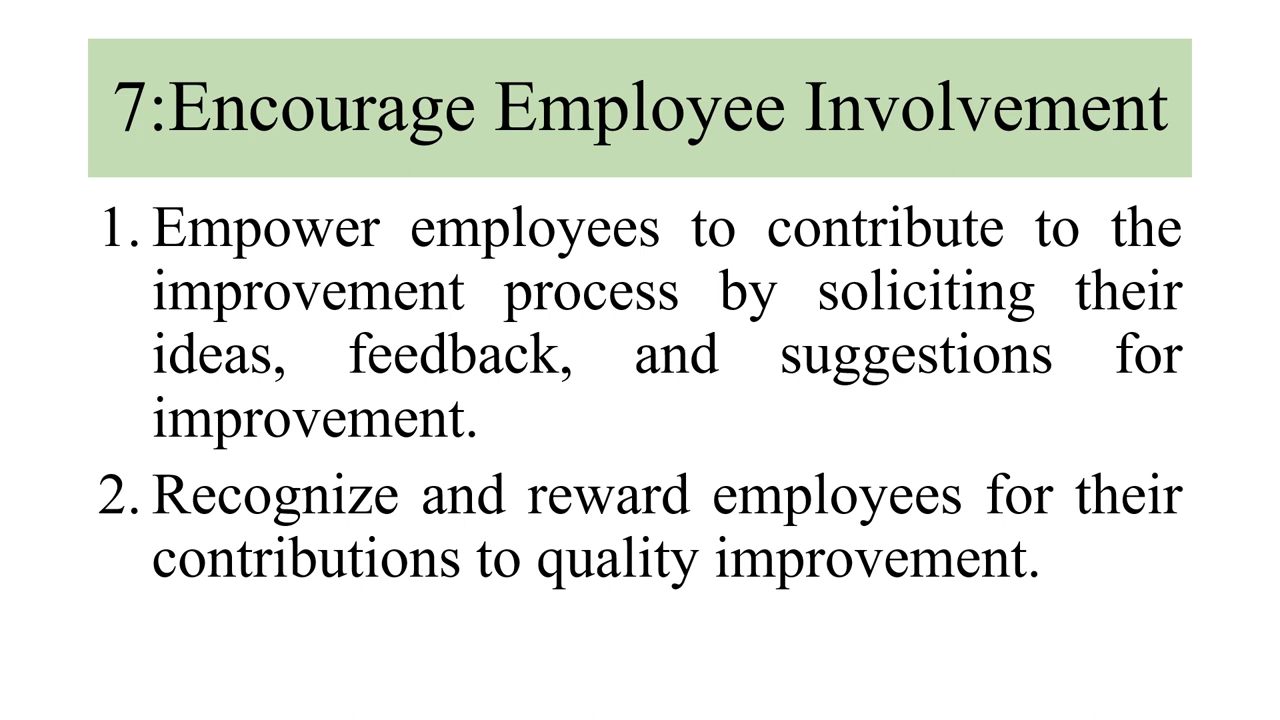 7:Encourage Employee Involvement
1. Empower employees to contribute to the
improvement process by soliciting their
ideas, feedback, and suggestions for
improvement.
2. Recognize and reward employees for their
contributions to quality improvement.